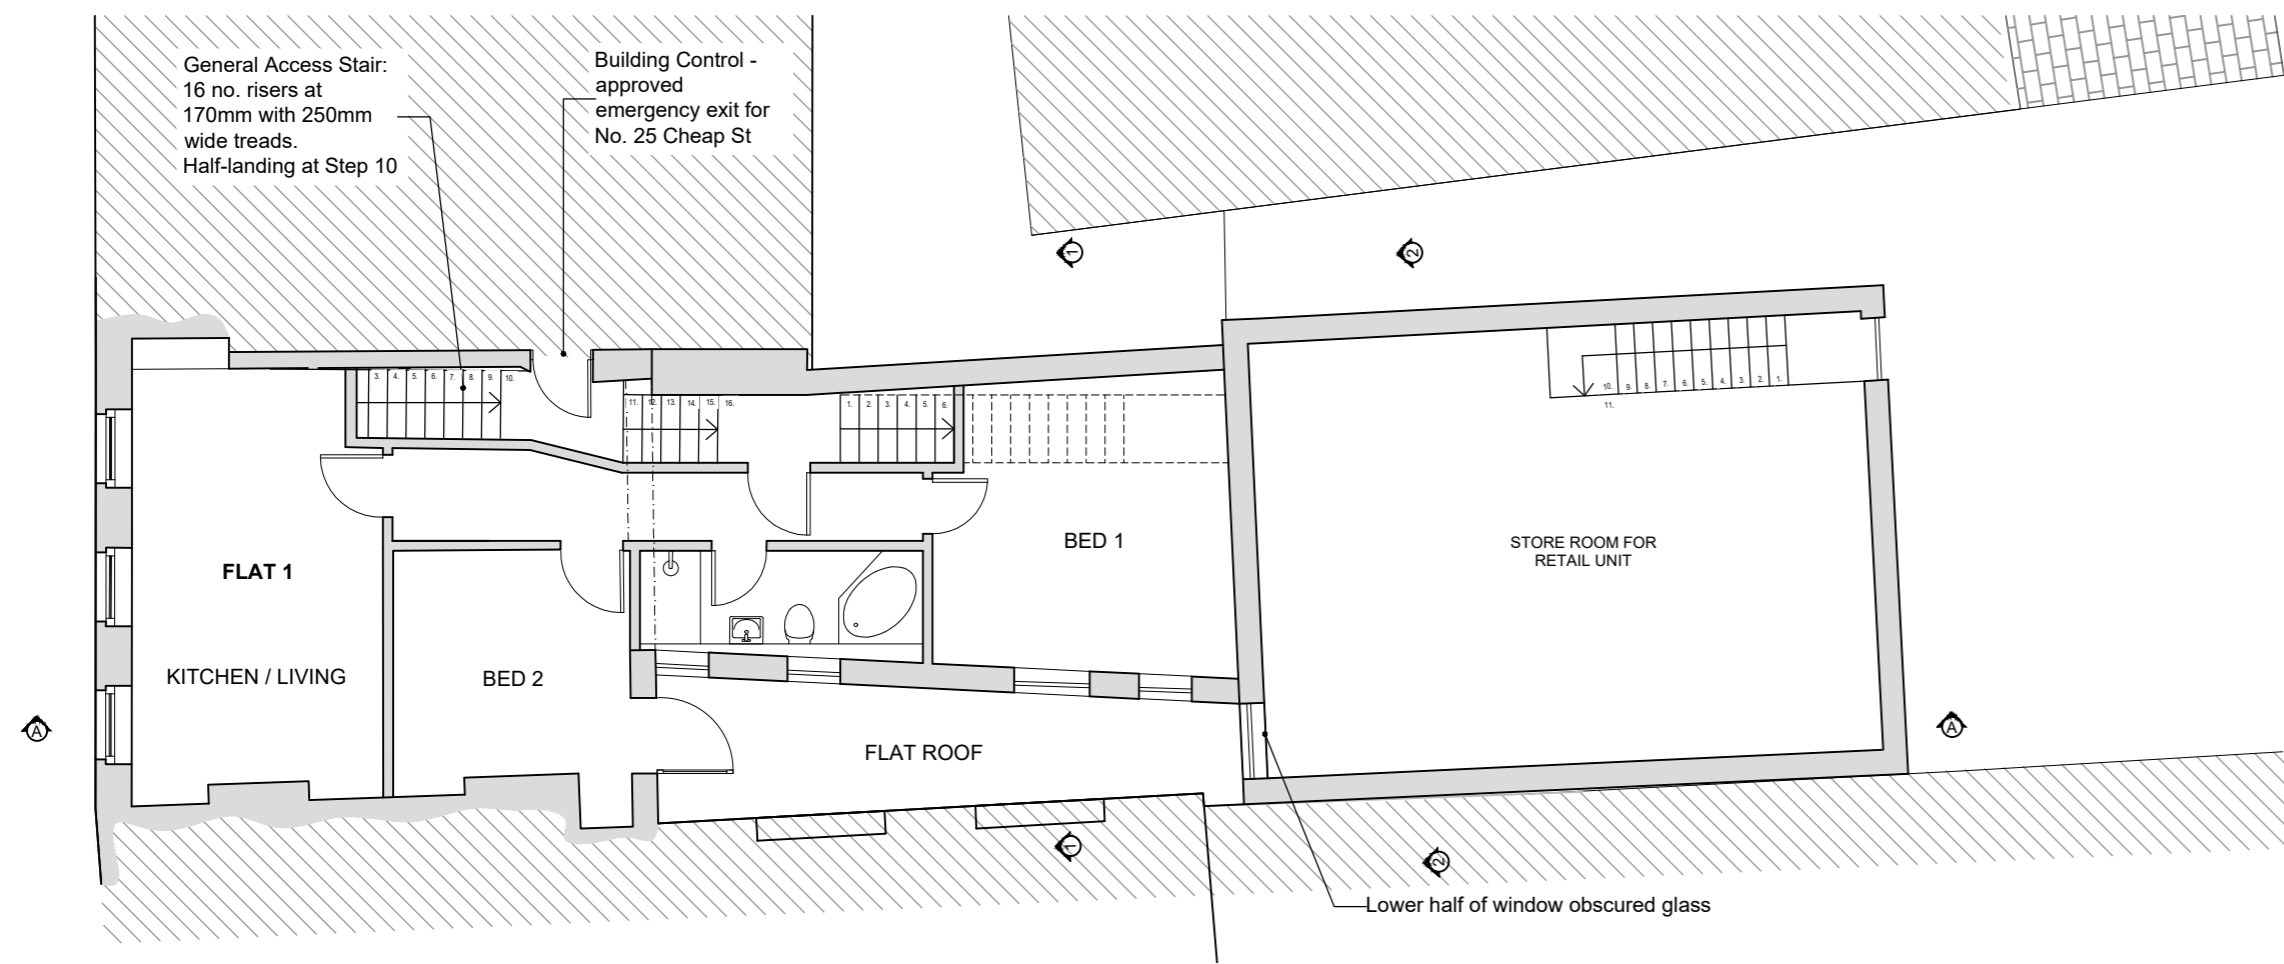 General Access Stair:
16 no. risers at
170mm with 250mm
wide treads.
Half-landing at Step 10
Building Control -
approved
emergency exit for
No. 25 Cheap St
1
2
3. 4. 5. 6. 7. 8. 9. 10.
11. 12. 13. 14. 15. 16.
1. 2. 3. 4. 5. 6.
10. 9. 8. 7. 6. 5. 4. 3. 2. 1.
11.
BED 1
STORE ROOM FOR
RETAIL UNIT
FLAT 1
KITCHEN / LIVING
BED 2
A
FLAT ROOF
A
1
2
Lower half of window obscured glass